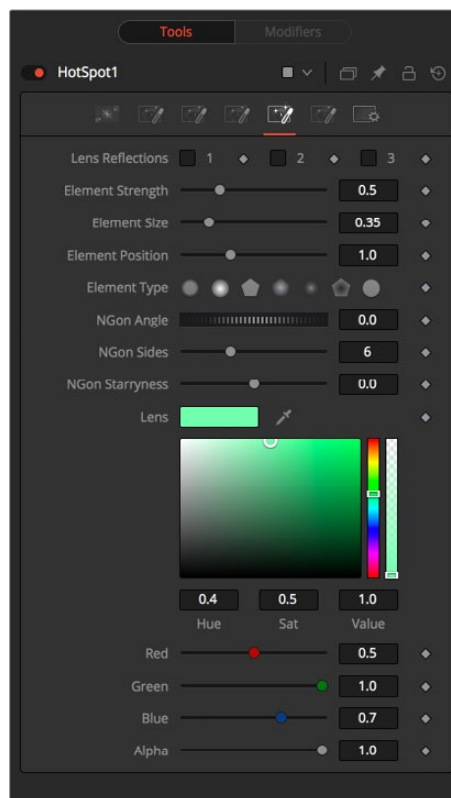 Tools Modifiers
HotSpot1
Lens Reflections 1 2 3
Element Strength 0.5
Element Size 0.35
Element Position 1.0
Element Type
NGon Angle 0.0
NGon Sides 6
NGon Starryness 0.0
Lens
0.4 0.5 1.0
Hue Sat Value
Red 0.5
Green 1.0
Blue 0.7
Alpha 1.0